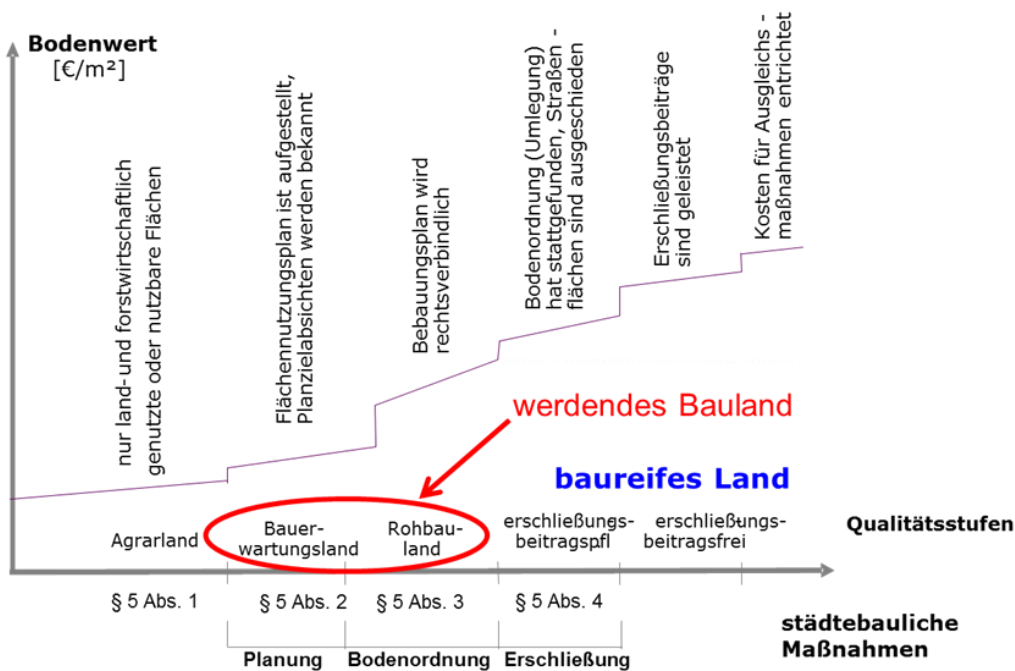 Bodenwert
[€/m²]
nur land- und forstwirtschaftlich
genutzte oder nutzbare Flächen
Flächennutzungsplan ist aufgestellt,
Planzielabsichten werden bekannt
Bebauungsplan wird
rechtsverbindlich
Bodenordnung (Umlegung)
hat stattgefunden, Straßen -
flächen sind ausgeschieden
Erschließungsbeiträge
sind geleistet
Kosten für Ausgleichs -
maßnahmen entrichtet
werdendes Bauland
baureifes Land
Agrarland
Bauer-
wartungsland
Rohbau-
land
erschließungs-
beitragspfl
erschließungs-
beitragsfrei
Qualitätsstufen
§ 5 Abs. 1
§ 5 Abs. 2
§ 5 Abs. 3
§ 5 Abs. 4
städtebauliche
Maßnahmen
Planung
Bodenordnung
Erschließung